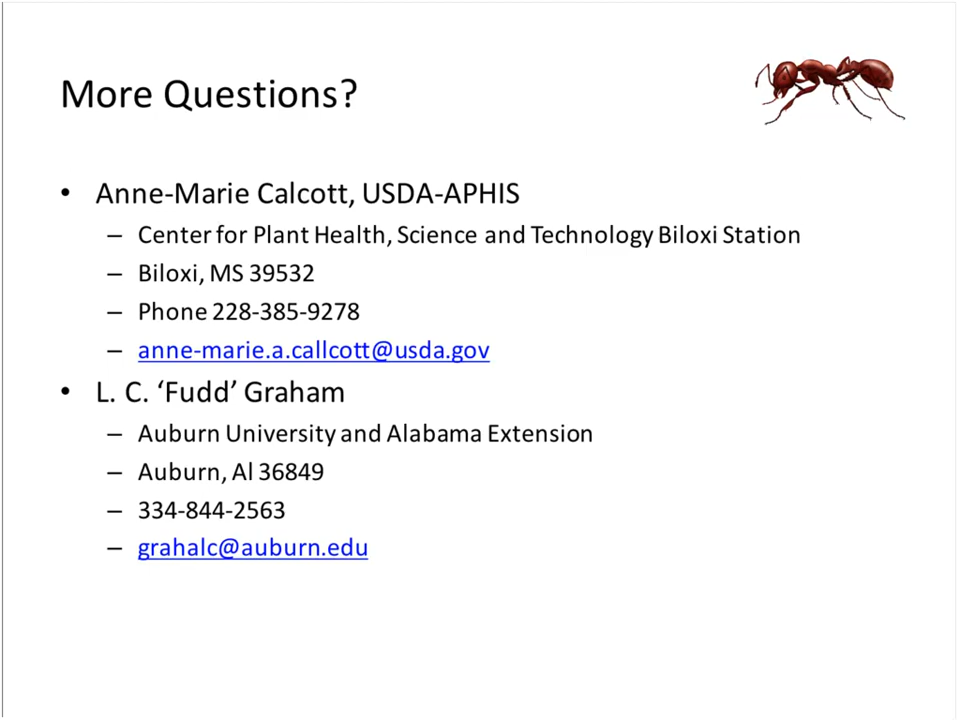 More Questions?
• Anne-Marie Calcott, USDA-APHIS
– Center for Plant Health, Science and Technology Biloxi Station
– Biloxi, MS 39532
– Phone 228-385-9278
– anne-marie.a.callcott@usda.gov
• L. C. ‘Fudd’ Graham
– Auburn University and Alabama Extension
– Auburn, Al 36849
– 334-844-2563
– grahalc@auburn.edu